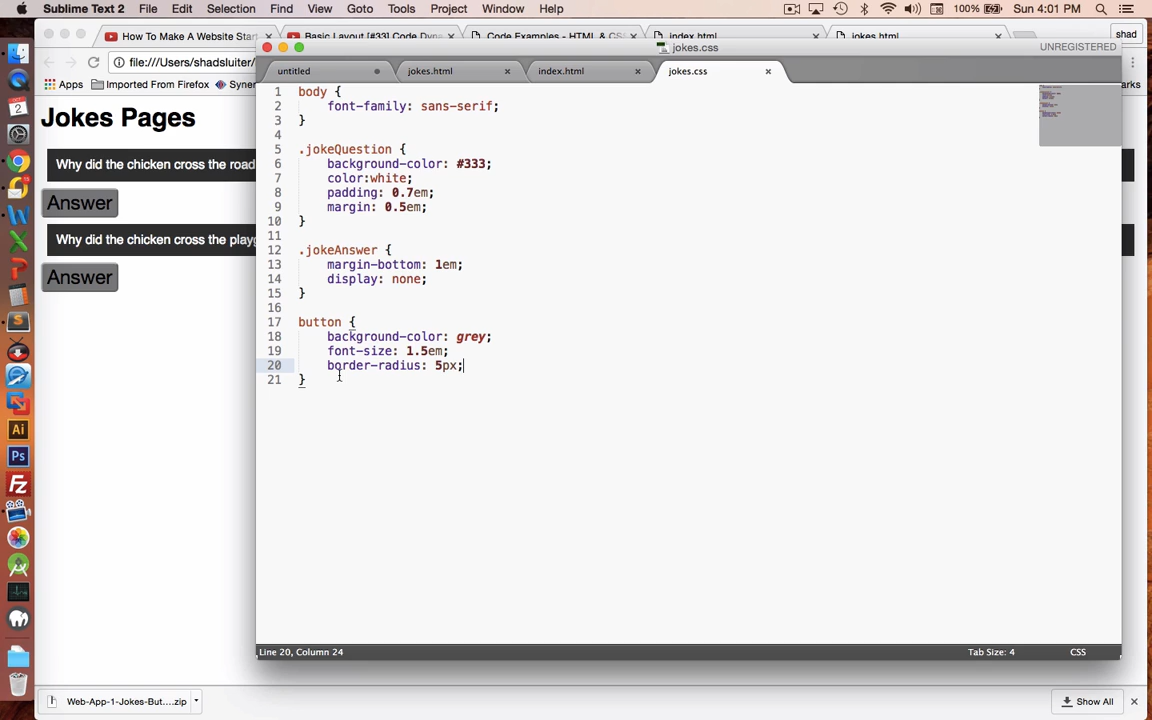 Sublime Text 2 File Edit Selection Find View Goto Tools Project Window Help 100% Sun 4:01 PM
How To Make A Website Star Basic Layout [#33] Code Dyna Code Examples - HTML & CSS index.html jokes.html shad
jokes.css UNREGISTERED
file:///Users/shadsluiter/
untitled jokes.html index.html jokes.css
Apps Imported From Firefox Syner arks
Jokes Pages
Why did the chicken cross the road
Answer
Why did the chicken cross the playg
Answer
1 body {
2 font-family: sans-serif;
3 }
4
5 .jokeQuestion {
6 background-color: #333;
7 color:white;
8 padding: 0.7em;
9 margin: 0.5em;
10 }
11
12 .jokeAnswer {
13 margin-bottom: 1em;
14 display: none;
15 }
16
17 button {
18 background-color: grey;
19 font-size: 1.5em;
20 border-radius: 5px;
21 }
Line 20, Column 24 Tab Size: 4 CSS
Web-App-1-Jokes-But....zip Show All